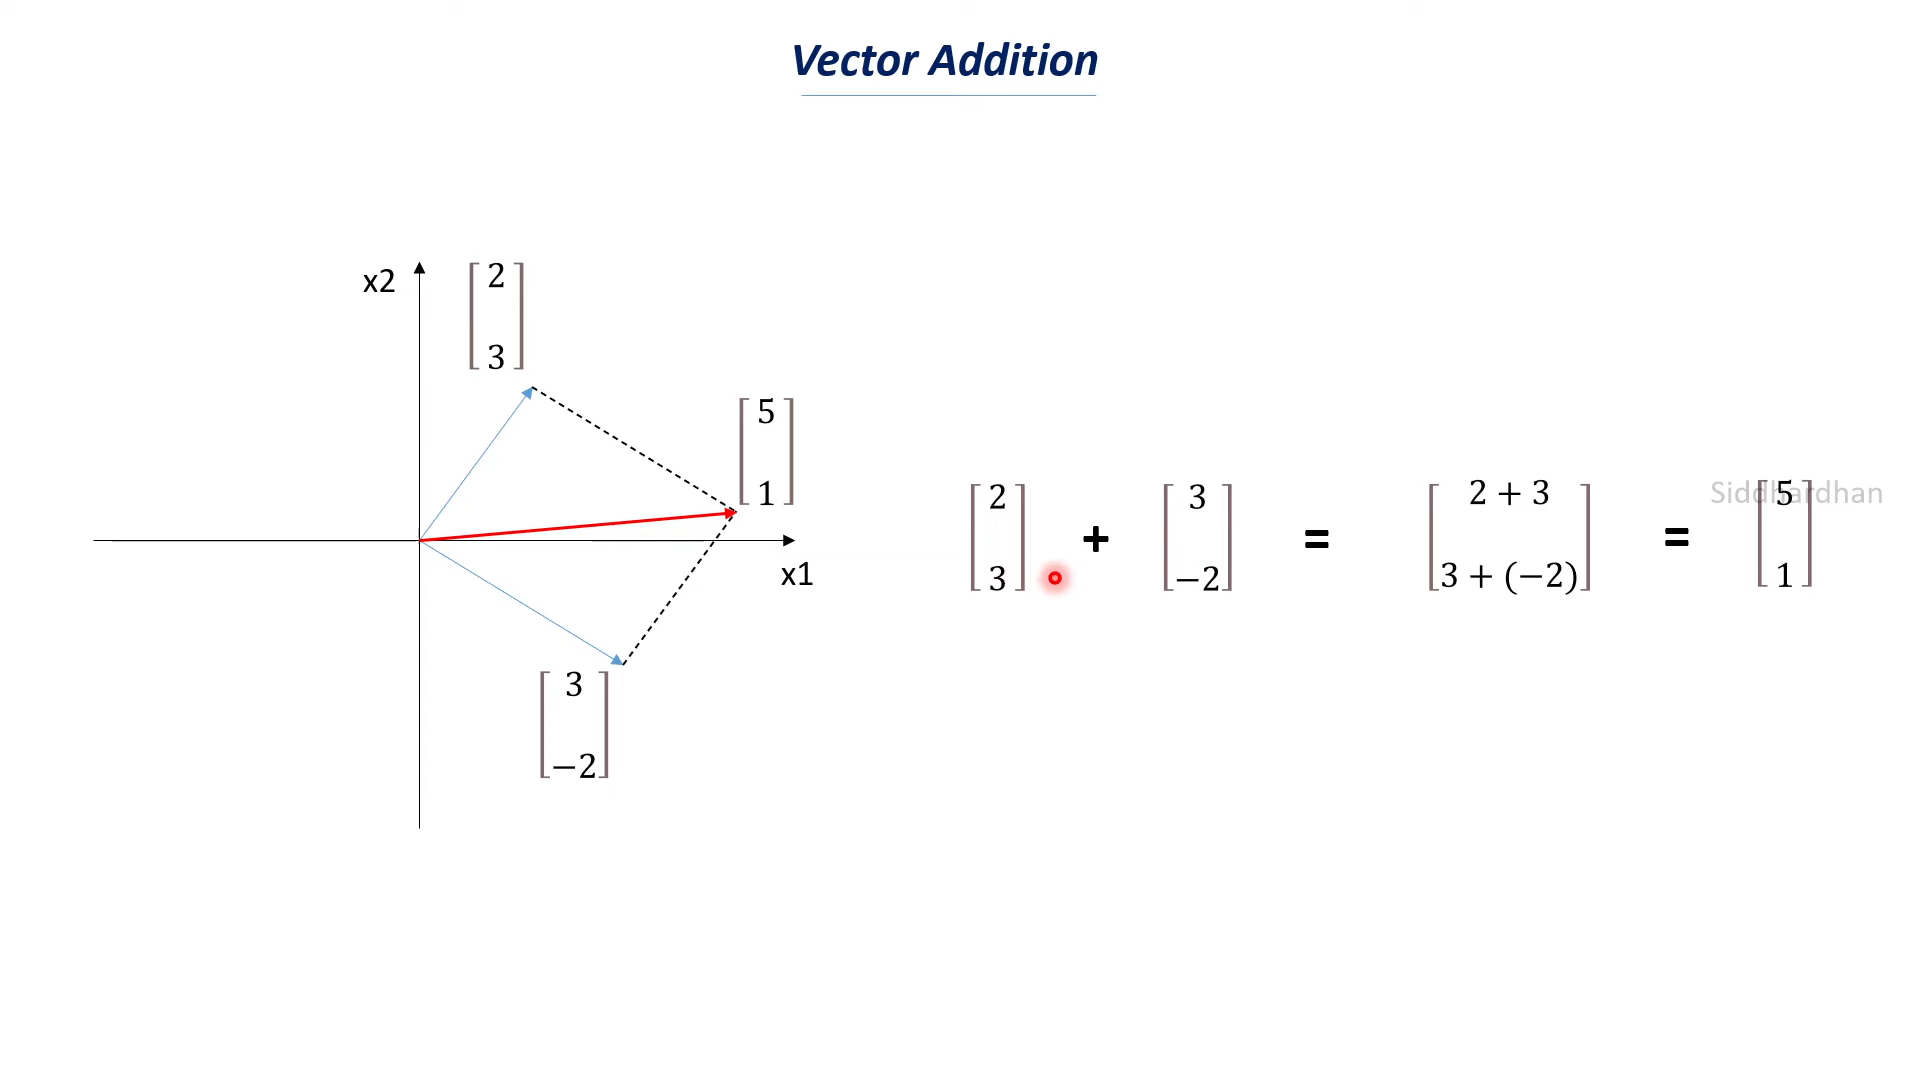 Vector Addition
x2
2
3
5
1
x1
3
−2
2 + 3 = 2 + 3 = 5
3 −2 3 + (−2) 1
Siddhardhan